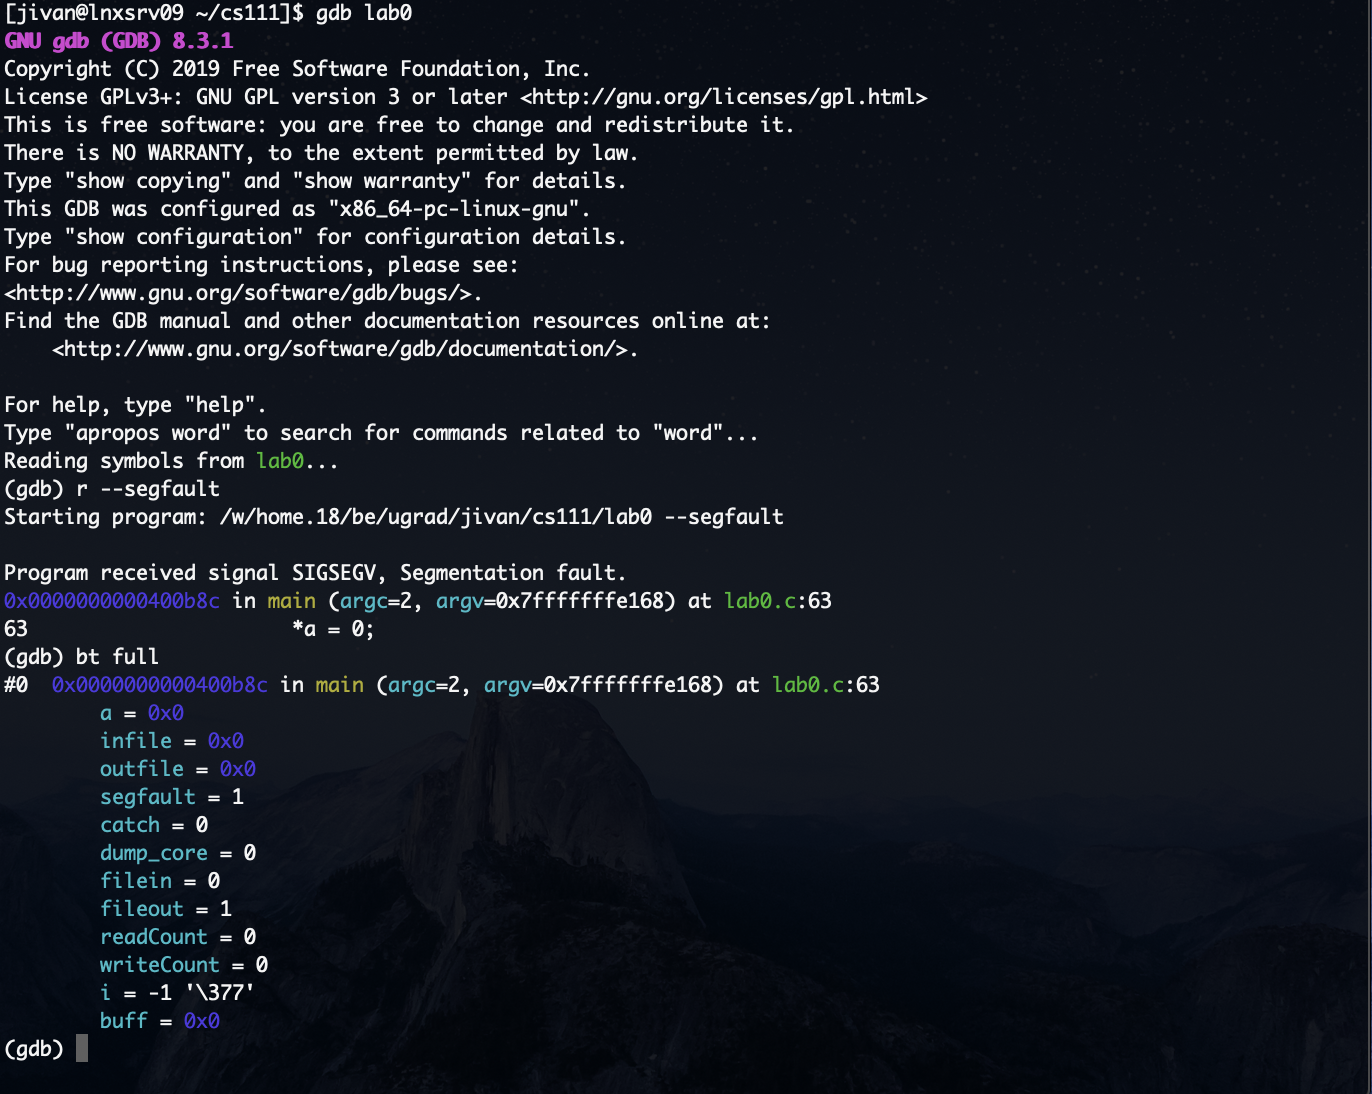 [jivan@lnxsrv09 ~/cs111]$ gdb lab0
GNU gdb (GDB) 8.3.1
Copyright (C) 2019 Free Software Foundation, Inc.
License GPLv3+: GNU GPL version 3 or later <http://gnu.org/licenses/gpl.html>
This is free software: you are free to change and redistribute it.
There is NO WARRANTY, to the extent permitted by law.
Type "show copying" and "show warranty" for details.
This GDB was configured as "x86_64-pc-linux-gnu".
Type "show configuration" for configuration details.
For bug reporting instructions, please see:
<http://www.gnu.org/software/gdb/bugs/>.
Find the GDB manual and other documentation resources online at:
    <http://www.gnu.org/software/gdb/documentation/>.

For help, type "help".
Type "apropos word" to search for commands related to "word"...
Reading symbols from lab0...
(gdb) r --segfault
Starting program: /w/home.18/be/ugrad/jivan/cs111/lab0 --segfault

Program received signal SIGSEGV, Segmentation fault.
0x0000000000400b8c in main (argc=2, argv=0x7fffffffe168) at lab0.c:63
63                      *a = 0;
(gdb) bt full
#0  0x0000000000400b8c in main (argc=2, argv=0x7fffffffe168) at lab0.c:63
        a = 0x0
        infile = 0x0
        outfile = 0x0
        segfault = 1
        catch = 0
        dump_core = 0
        filein = 0
        fileout = 1
        readCount = 0
        writeCount = 0
        i = -1 '\377'
        buff = 0x0
(gdb)